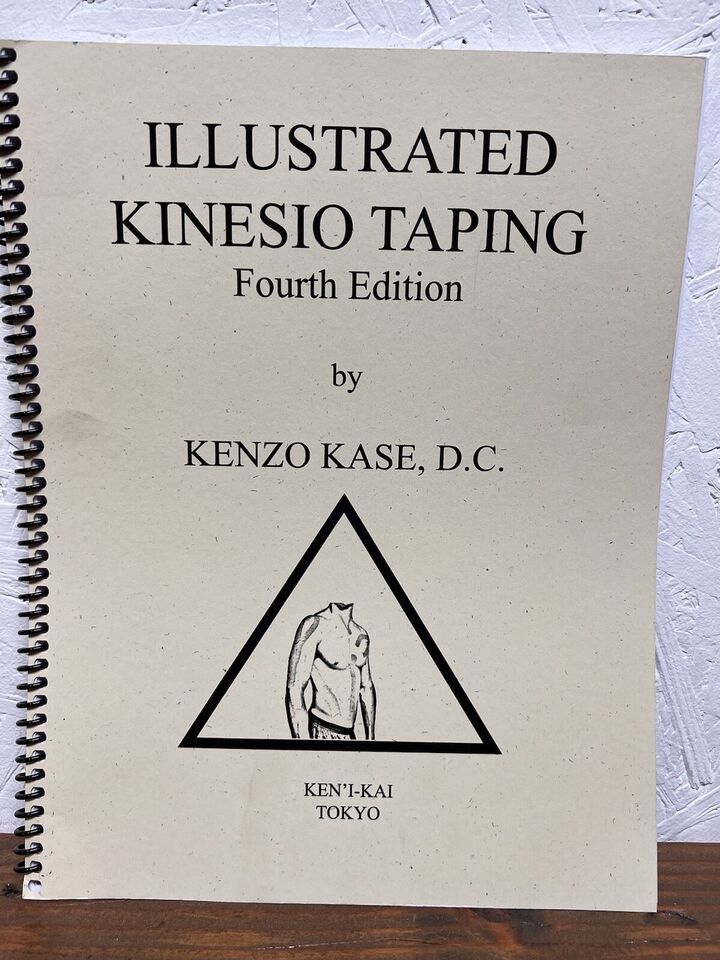 ILLUSTRATED
KINESIO TAPING
Fourth Edition
by
KENZO KASE, D.C.
KEN'I-KAI
TOKYO